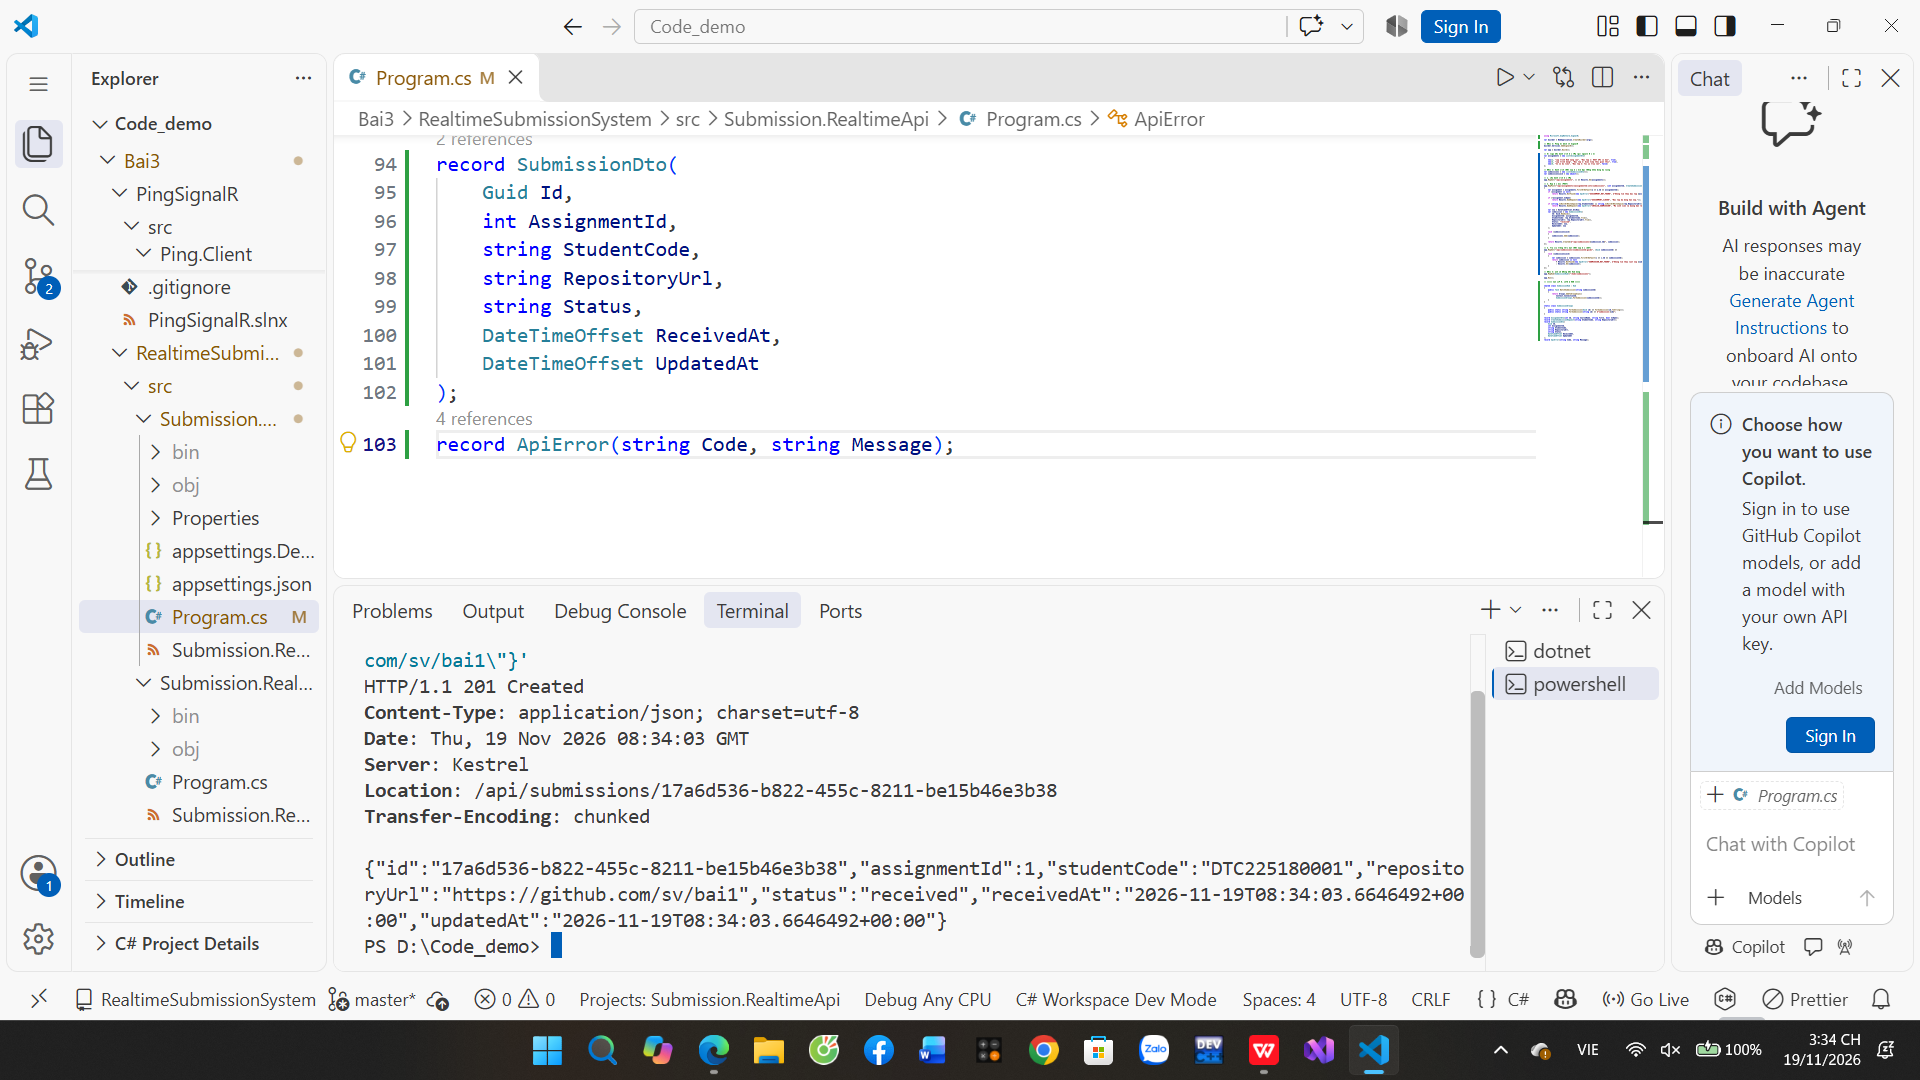 Code_demo
Sign In
Explorer
Code_demo
Bai3
PingSignalR
src
Ping.Client
.gitignore
PingSignalR.slnx
RealtimeSubmi...
src
Submission....
bin
obj
Properties
appsettings.De...
appsettings.json
Program.cs M
Submission.Re...
Submission.Real...
bin
obj
Program.cs
Submission.Re...
Outline
Timeline
C# Project Details
2
1
Program.cs M
Bai3 > RealtimeSubmissionSystem > src > Submission.RealtimeApi > Program.cs > ApiError
2 references
94 record SubmissionDto(
95 Guid Id,
96 int AssignmentId,
97 string StudentCode,
98 string RepositoryUrl,
99 string Status,
100 DateTimeOffset ReceivedAt,
101 DateTimeOffset UpdatedAt
102 );
4 references
103 record ApiError(string Code, string Message);
Problems Output Debug Console Terminal Ports
com/sv/bai1\"}'
HTTP/1.1 201 Created
Content-Type: application/json; charset=utf-8
Date: Thu, 19 Nov 2026 08:34:03 GMT
Server: Kestrel
Location: /api/submissions/17a6d536-b822-455c-8211-be15b46e3b38
Transfer-Encoding: chunked
{"id":"17a6d536-b822-455c-8211-be15b46e3b38","assignmentId":1,"studentCode":"DTC225180001","reposito
ryUrl":"https://github.com/sv/bai1","status":"received","receivedAt":"2026-11-19T08:34:03.6646492+00
:00","updatedAt":"2026-11-19T08:34:03.6646492+00:00"}
PS D:\Code_demo>
dotnet
powershell
Chat
Build with Agent
AI responses may
be inaccurate
Generate Agent
Instructions to
onboard AI onto
your codebase.
Choose how
you want to use
Copilot.
Sign in to use
GitHub Copilot
models, or add
a model with
your own API
key.
Add Models
Sign In
Program.cs
Chat with Copilot
Models
Copilot
RealtimeSubmissionSystem master* 0 0 Projects: Submission.RealtimeApi Debug Any CPU C# Workspace Dev Mode Spaces: 4 UTF-8 CRLF { } C# Go Live Prettier
VIE 100% 3:34 CH
19/11/2026